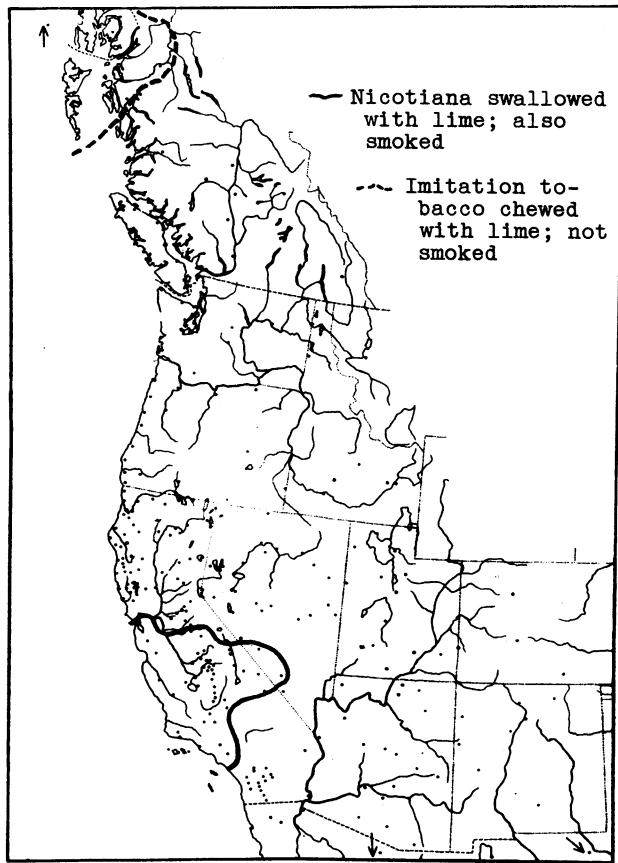 Nicotiana swallowed
with lime; also
smoked
Imitation to-
bacco chewed
with lime; not
smoked